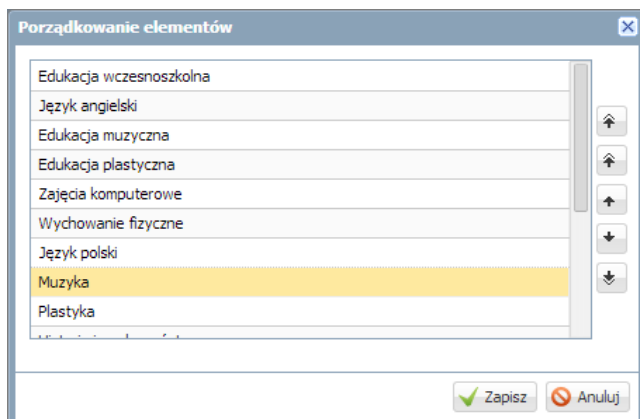 Porządkowanie elementów
Edukacja wczesnoszkolna
Język angielski
Edukacja muzyczna
Edukacja plastyczna
Zajęcia komputerowe
Wychowanie fizyczne
Język polski
Muzyka
Plastyka
Zapisz
Anuluj